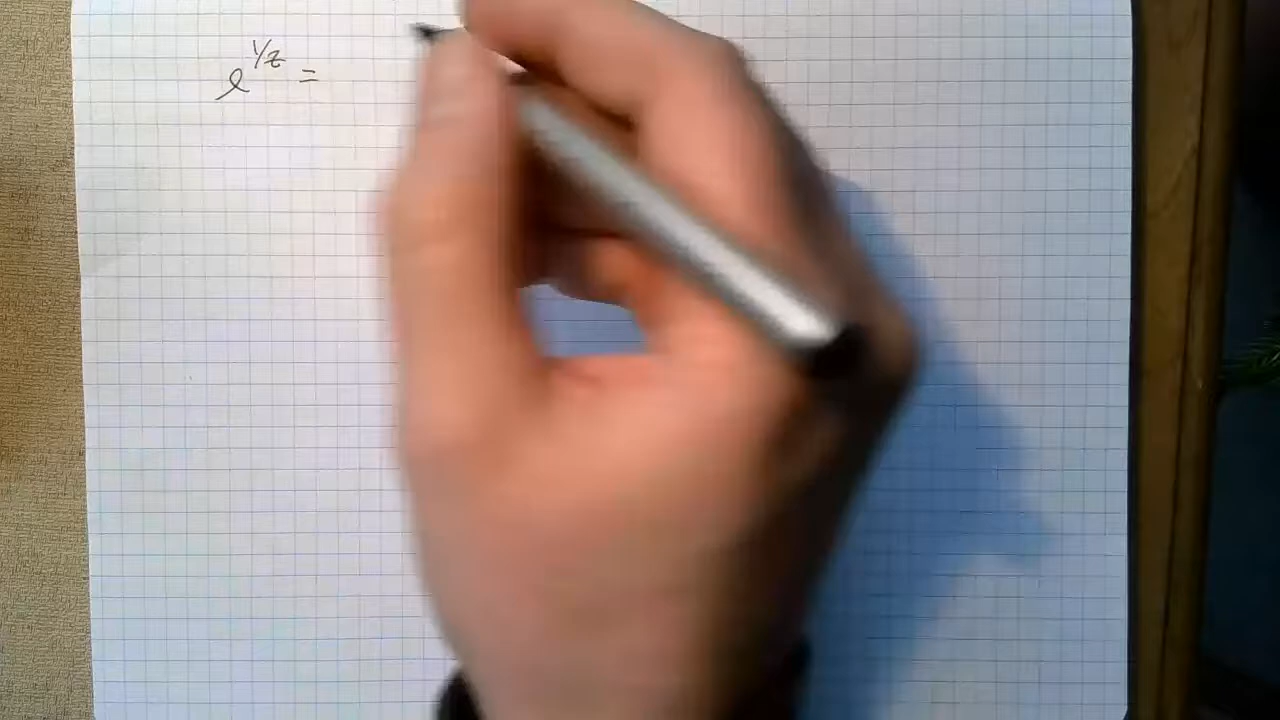 e^{1/z} =